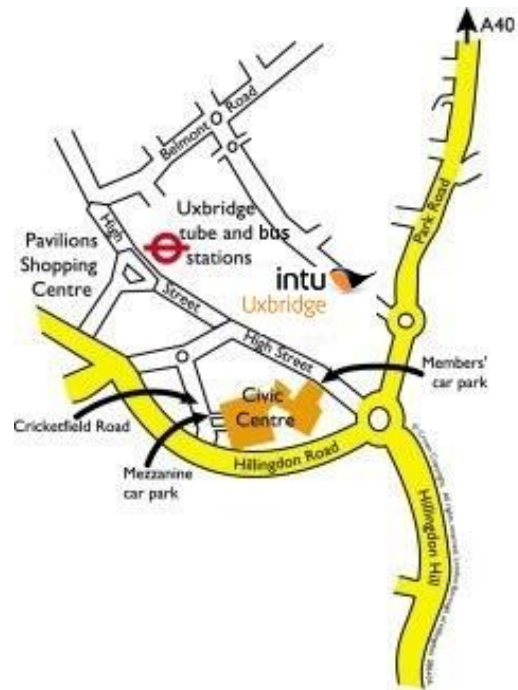 A40
Belmont Road
Park Road
High Street
Uxbridge
tube and bus
stations
Pavilions
Shopping
Centre
intu
Uxbridge
High Street
Members'
car park
Civic
Centre
Cricketfield Road
Hillingdon Road
Mezzanine
car park
Hillingdon Hill